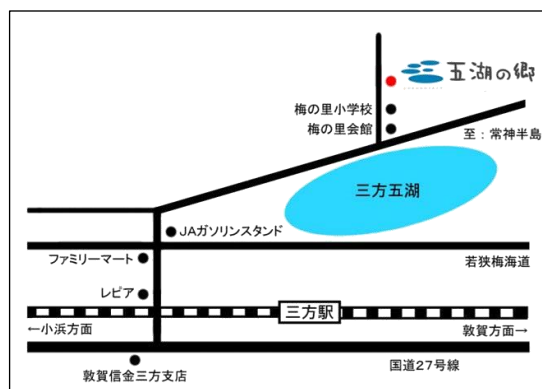 五湖の郷
梅の里小学校
梅の里会館
至：常神半島
三方五湖
JAガソリンスタンド
ファミリーマート
若狭梅海道
レピア
三方駅
←小浜方面
敦賀方面→
国道27号線
敦賀信金三方支店